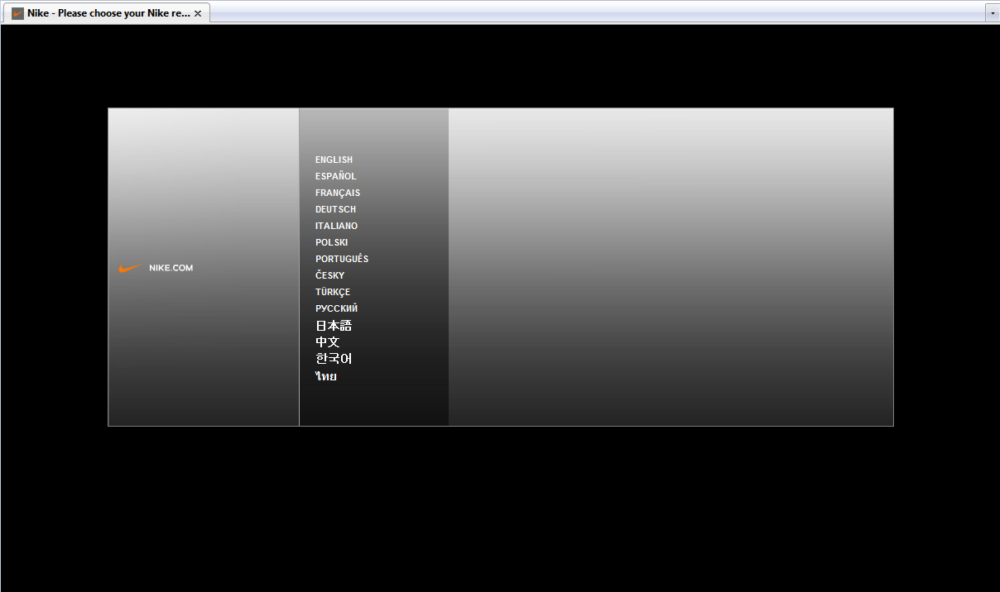 Nike - Please choose your Nike re...
NIKE.COM
ENGLISH
ESPAÑOL
FRANÇAIS
DEUTSCH
ITALIANO
POLSKI
PORTUGUÊS
ČESKY
TÜRKÇE
РУССКИЙ
日本語
中文
한국어
ไทย